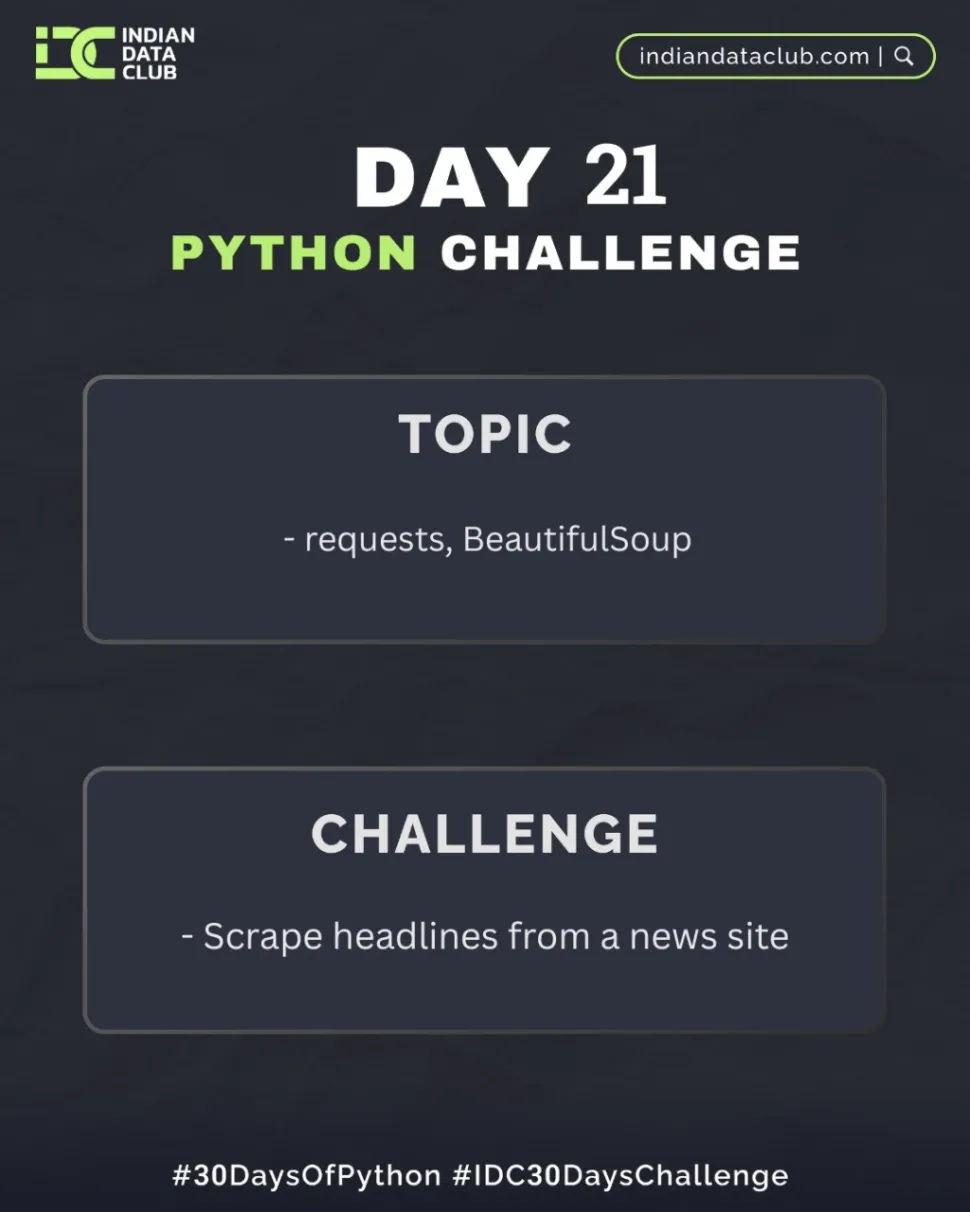 INDIAN
DATA
CLUB
indiandataclub.com |
DAY 21
PYTHON CHALLENGE
TOPIC
- requests, BeautifulSoup
CHALLENGE
- Scrape headlines from a news site
#30DaysOfPython #IDC30DaysChallenge